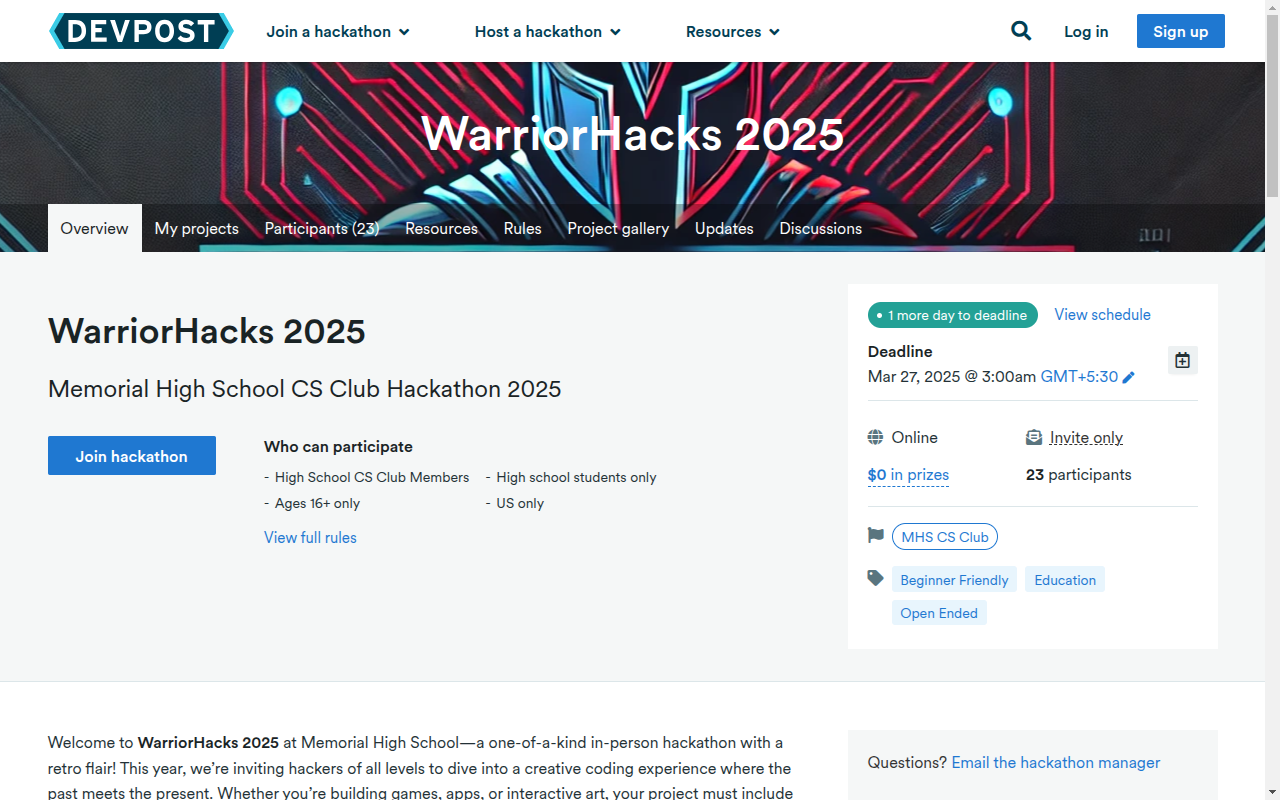 DEVPOST Join a hackathon Host a hackathon Resources Log in Sign up
WarriorHacks 2025
Overview My projects Participants (23) Resources Rules Project gallery Updates Discussions
WarriorHacks 2025
Memorial High School CS Club Hackathon 2025
Join hackathon
Who can participate
- High School CS Club Members - High school students only
- Ages 16+ only - US only
View full rules
1 more day to deadline View schedule
Deadline
Mar 27, 2025 @ 3:00am GMT+5:30
Online Invite only
$0 in prizes 23 participants
MHS CS Club
Beginner Friendly Education
Open Ended
Welcome to WarriorHacks 2025 at Memorial High School—a one-of-a-kind in-person hackathon with a
retro flair! This year, we’re inviting hackers of all levels to dive into a creative coding experience where the
past meets the present. Whether you’re building games, apps, or interactive art, your project must include
Questions? Email the hackathon manager